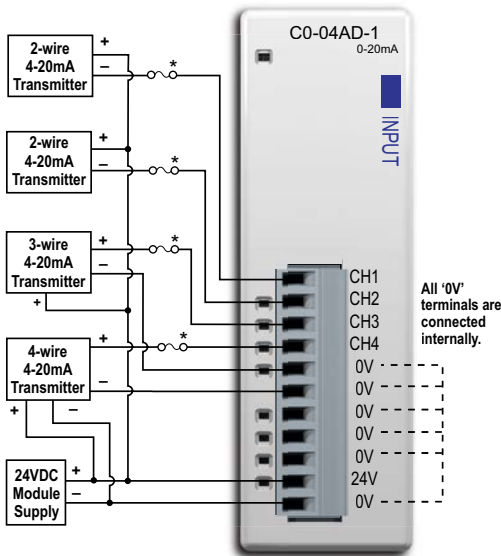 C0-04AD-1
0-20mA
INPUT
2-wire
4-20mA
Transmitter
+
–
*
2-wire
4-20mA
Transmitter
+
–
*
3-wire
4-20mA
Transmitter
+
–
+
*
4-wire
4-20mA
Transmitter
+
–
+
–
*
24VDC
Module
Supply
+
–
CH1
CH2
CH3
CH4
0V
0V
0V
0V
0V
24V
0V
All ‘0V’
terminals are
connected
internally.